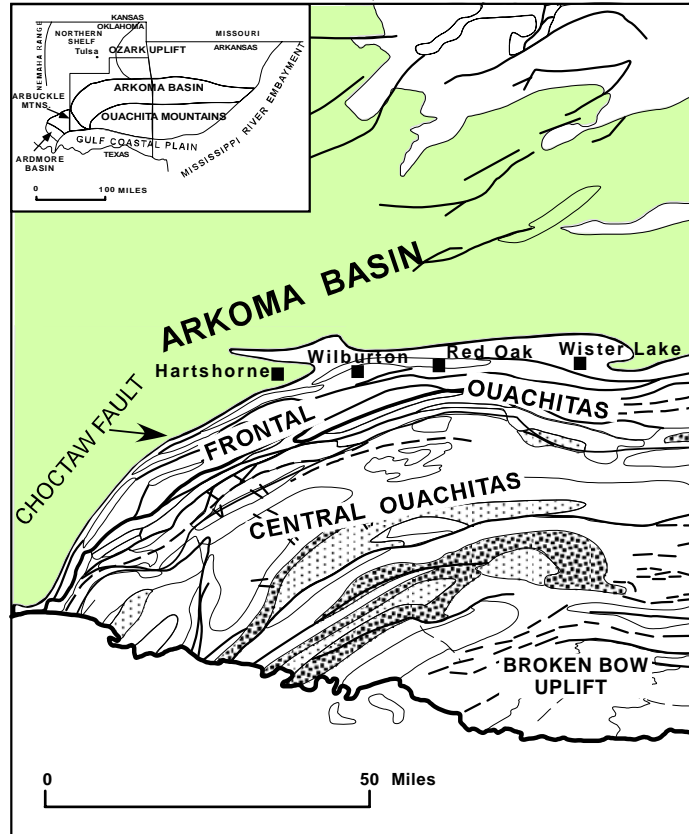 KANSAS
OKLAHOMA
MISSOURI
ARKANSAS
NEMAHA RANGE
NORTHERN
SHELF
Tulsa
OZARK UPLIFT
ARKOMA BASIN
ARBUCKLE
MTNS.
OUACHITA MOUNTAINS
GULF COASTAL PLAIN
TEXAS
MISSISSIPPI RIVER EMBAYMENT
ARDMORE
BASIN
0 100 MILES
ARKOMA BASIN
Hartshorne
Wilburton
Red Oak
Wister Lake
CHOCTAW FAULT
FRONTAL OUACHITAS
CENTRAL OUACHITAS
BROKEN BOW
UPLIFT
0 50 Miles